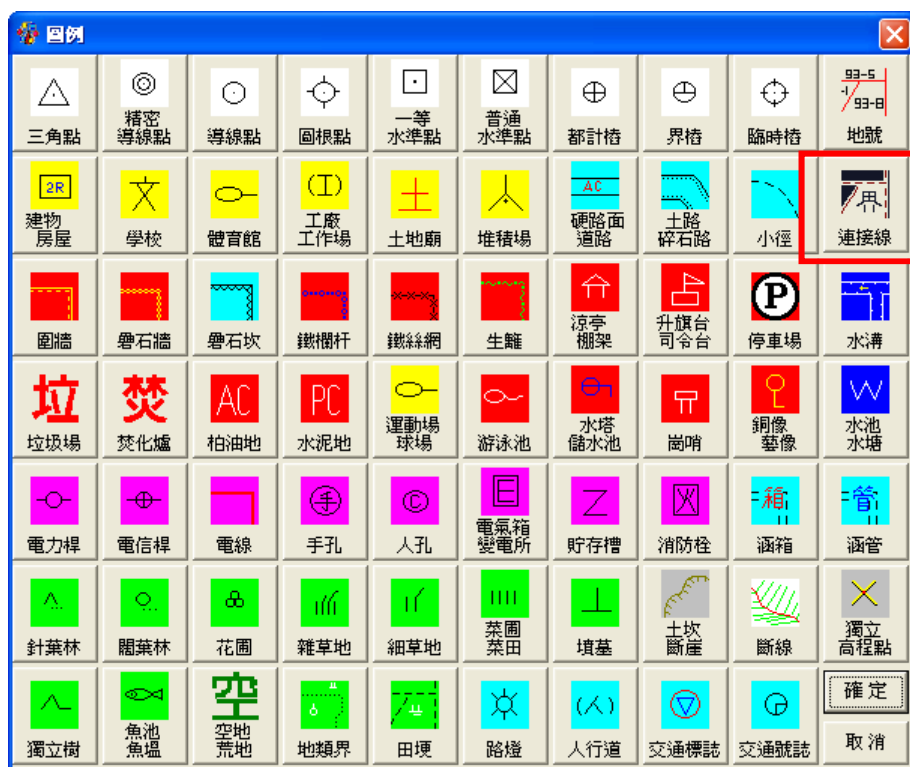 圖例
93-5
-1
93-8
三角點
精密
導線點
導線點
圖根點
一等
水準點
普通
水準點
都計樁
界樁
臨時樁
地號
2R
建物
房屋
文
學校
體育館
(工)
工廠
工作場
土
土地廟
堆積場
AC
硬路面
道路
土路
碎石路
小徑
界
連接線
圍牆
疊石牆
疊石坎
鐵欄杆
鐵絲網
生籬
涼亭
棚架
升旗台
司令台
P
停車場
水溝
垃
垃圾場
焚
焚化爐
AC
柏油地
PC
水泥地
運動場
球場
游泳池
水塔
儲水池
崗哨
銅像
塑像
W
水池
水塘
電力桿
電信桿
電線
手
手孔
C
人孔
E
電氣箱
變電所
Z
貯存槽
火
消防栓
箱
涵箱
管
涵管
針葉林
闊葉林
花圃
雜草地
細草地
菜圃
菜田
墳墓
土坎
斷崖
斷線
獨立
高程點
獨立樹
魚池
魚塭
空
空地
荒地
地類界
田埂
路燈
(人)
人行道
交通標誌
交通號誌
確定
取消